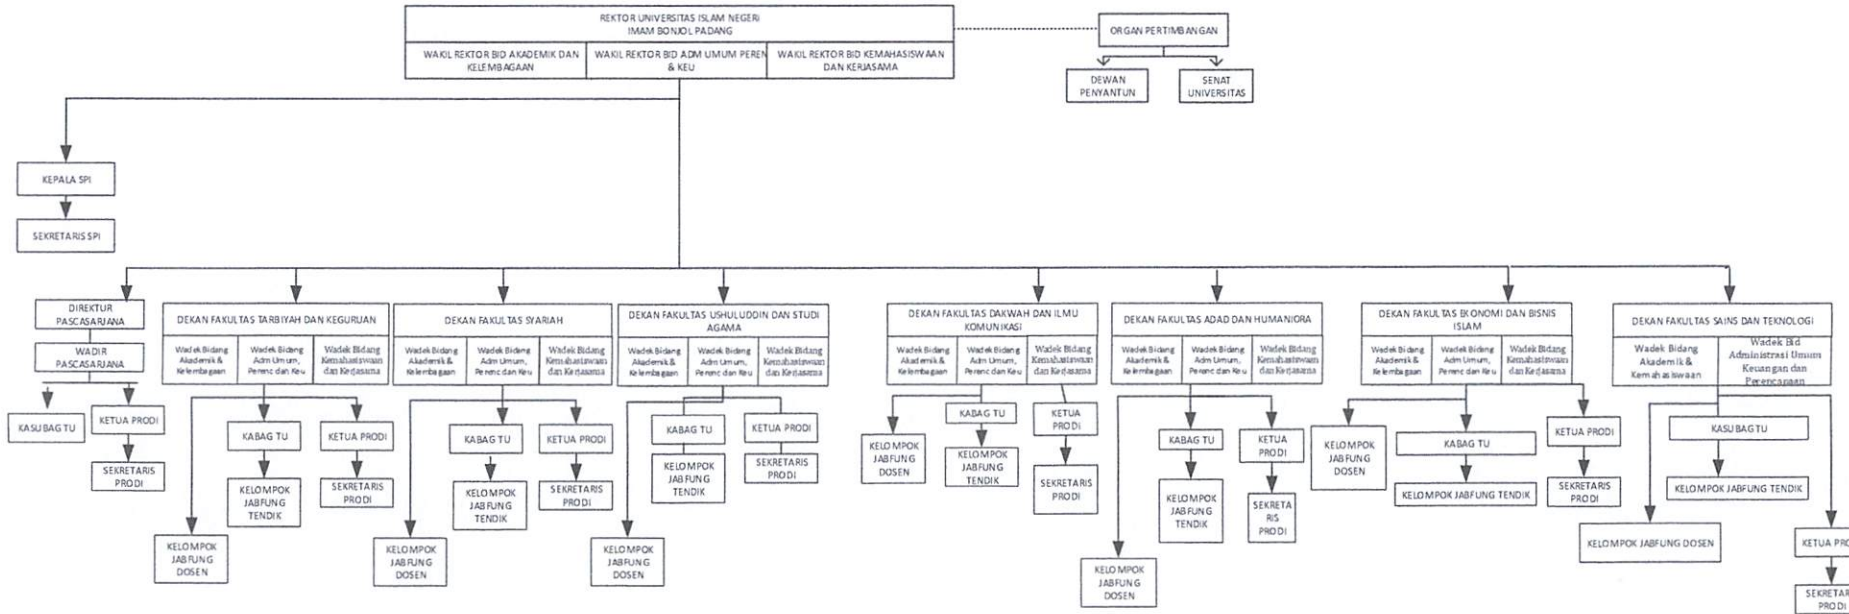 REKTOR UNIVERSITAS ISLAM NEGERI
IMAM BONJOL PADANG
WAKIL REKTOR BID AKADEMIK DAN
KELEMBAGAAN
WAKIL REKTOR BID ADM UMUM PEREN
& KEU
WAKIL REKTOR BID KEMAHASISWAAN
DAN KERJASAMA
ORGAN PERTIMBANGAN
DEWAN
PENYANTUN
SENAT
UNIVERSITAS
KEPALA SPI
SEKRETARIS SPI
DIREKTUR
PASCASARJANA
WADIR
PASCASARJANA
KASUBAG TU
KETUA PRODI
SEKRETARIS
PRODI
DEKAN FAKULTAS TARBIYAH DAN KEGURUAN
Wadek Bidang
Akademik &
Kelembagaan
Wadek Bidang
Adm Umum,
Perenc dan Keu
Wadek Bidang
Kemahasiswaan
dan Kerjasama
KABAG TU
KETUA PRODI
KELOMPOK
JABFUNG
TENDIK
SEKRETARIS
PRODI
KELOMPOK
JABFUNG
DOSEN
DEKAN FAKULTAS SYARIAH
Wadek Bidang
Akademik &
Kelembagaan
Wadek Bidang
Adm Umum,
Perenc dan Keu
Wadek Bidang
Kemahasiswaan
dan Kerjasama
KABAG TU
KETUA PRODI
KELOMPOK
JABFUNG
TENDIK
SEKRETARIS
PRODI
KELOMPOK
JABFUNG
DOSEN
DEKAN FAKULTAS USHULUDDIN DAN STUDI
AGAMA
Wadek Bidang
Akademik &
Kelembagaan
Wadek Bidang
Adm Umum,
Perenc dan Keu
Wadek Bidang
Kemahasiswaan
dan Kerjasama
KABAG TU
KETUA PRODI
KELOMPOK
JABFUNG
TENDIK
SEKRETARIS
PRODI
KELOMPOK
JABFUNG
DOSEN
DEKAN FAKULTAS DAKWAH DAN ILMU
KOMUNIKASI
Wadek Bidang
Akademik &
Kelembagaan
Wadek Bidang
Adm Umum,
Perenc dan Keu
Wadek Bidang
Kemahasiswaan
dan Kerjasama
KELOMPOK
JABFUNG
DOSEN
KABAG TU
KELOMPOK
JABFUNG
TENDIK
KETUA
PRODI
SEKRETARIS
PRODI
DEKAN FAKULTAS ADAD DAN HUMANIORA
Wadek Bidang
Akademik &
Kelembagaan
Wadek Bidang
Adm Umum,
Perenc dan Keu
Wadek Bidang
Kemahasiswaan
dan Kerjasama
KABAG TU
KETUA
PRODI
KELOMPOK
JABFUNG
TENDIK
SEKRETA
RIS
PRODI
KELOMPOK
JABFUNG
DOSEN
DEKAN FAKULTAS EKONOMI DAN BISNIS
ISLAM
Wadek Bidang
Akademik &
Kelembagaan
Wadek Bidang
Adm Umum,
Perenc dan Keu
Wadek Bidang
Kemahasiswaan
dan Kerjasama
KELOMPOK
JABFUNG
DOSEN
KABAG TU
KELOMPOK JABFUNG TENDIK
KETUA PRODI
SEKRETARIS
PRODI
DEKAN FAKULTAS SAINS DAN TEKNOLOGI
Wadek Bidang
Akademik &
Kemahasiswaan
Wadek Bid
Administrasi Umum
Keuangan dan
Perencanaan
KASUBAG TU
KELOMPOK JABFUNG TENDIK
KELOMPOK JABFUNG DOSEN
KETUA PRO
SEKRETAR
PRODI